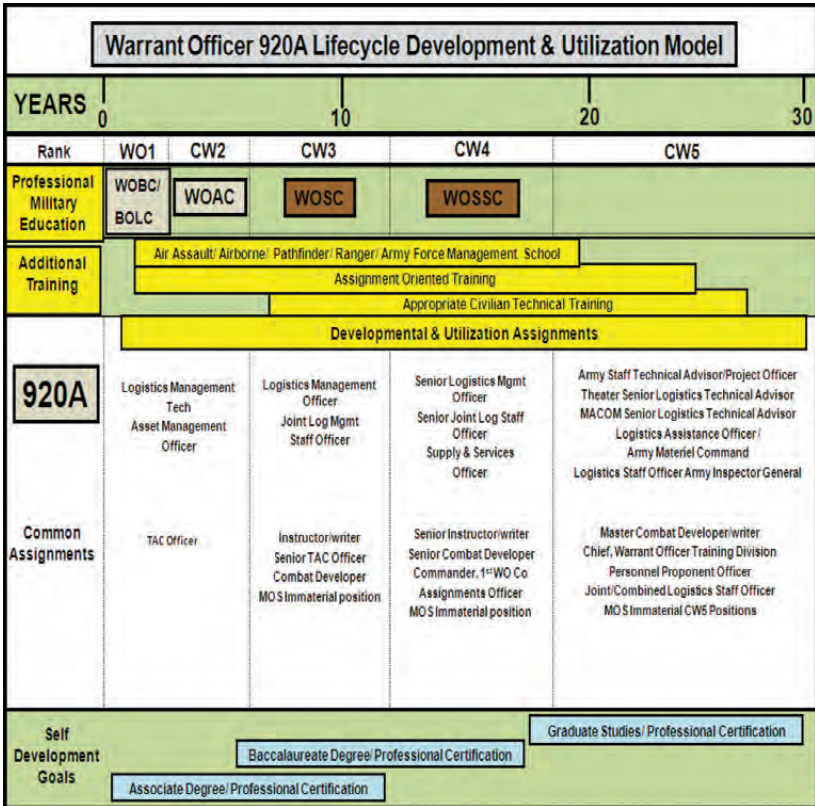 Warrant Officer 920A Lifecycle Development & Utilization Model
YEARS 0 10 20 30
Rank WO1 CW2 CW3 CW4 CW5
Professional
Military
Education
WOBC/
BOLC
WOAC
WOSC
WOSSC
Additional
Training
Air Assault/ Airborne/ Pathfinder/ Ranger/ Army Force Management School
Assignment Oriented Training
Appropriate Civilian Technical Training
Developmental & Utilization Assignments
920A
Logistics Management
Tech
Asset Management
Officer
Logistics Management
Officer
Joint Log Mgmt
Staff Officer
Senior Logistics Mgmt
Officer
Senior Joint Log Staff
Officer
Supply & Services
Officer
Army Staff Technical Advisor/Project Officer
Theater Senior Logistics Technical Advisor
MACOM Senior Logistics Technical Advisor
Logistics Assistance Officer /
Army Materiel Command
Logistics Staff Officer Army Inspector General
Common
Assignments
TAC Officer
Instructor/writer
Senior TAC Officer
Combat Developer
MOS Immaterial position
Senior Instructor/writer
Senior Combat Developer
Commander, 1st WO Co
Assignments Officer
MOS Immaterial position
Master Combat Developer/writer
Chief, Warrant Officer Training Division
Personnel Proponent Officer
Joint/Combined Logistics Staff Officer
MOS Immaterial CW5 Positions
Self
Development
Goals
Graduate Studies/ Professional Certification
Baccalaureate Degree/ Professional Certification
Associate Degree/ Professional Certification